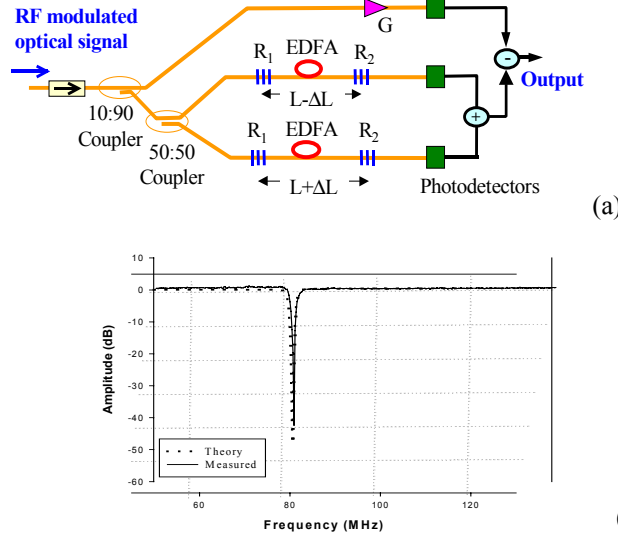 RF modulated
optical signal
G
R1 EDFA R2
Output
L-ΔL
10:90
Coupler
R1 EDFA R2
50:50
Coupler
L+ΔL
Photodetectors
-
+
(a)
10
0
-10
-20
-30
-40
-50
-60
Amplitude (dB)
Theory
Measured
60 80 100 120
Frequency (MHz)
(